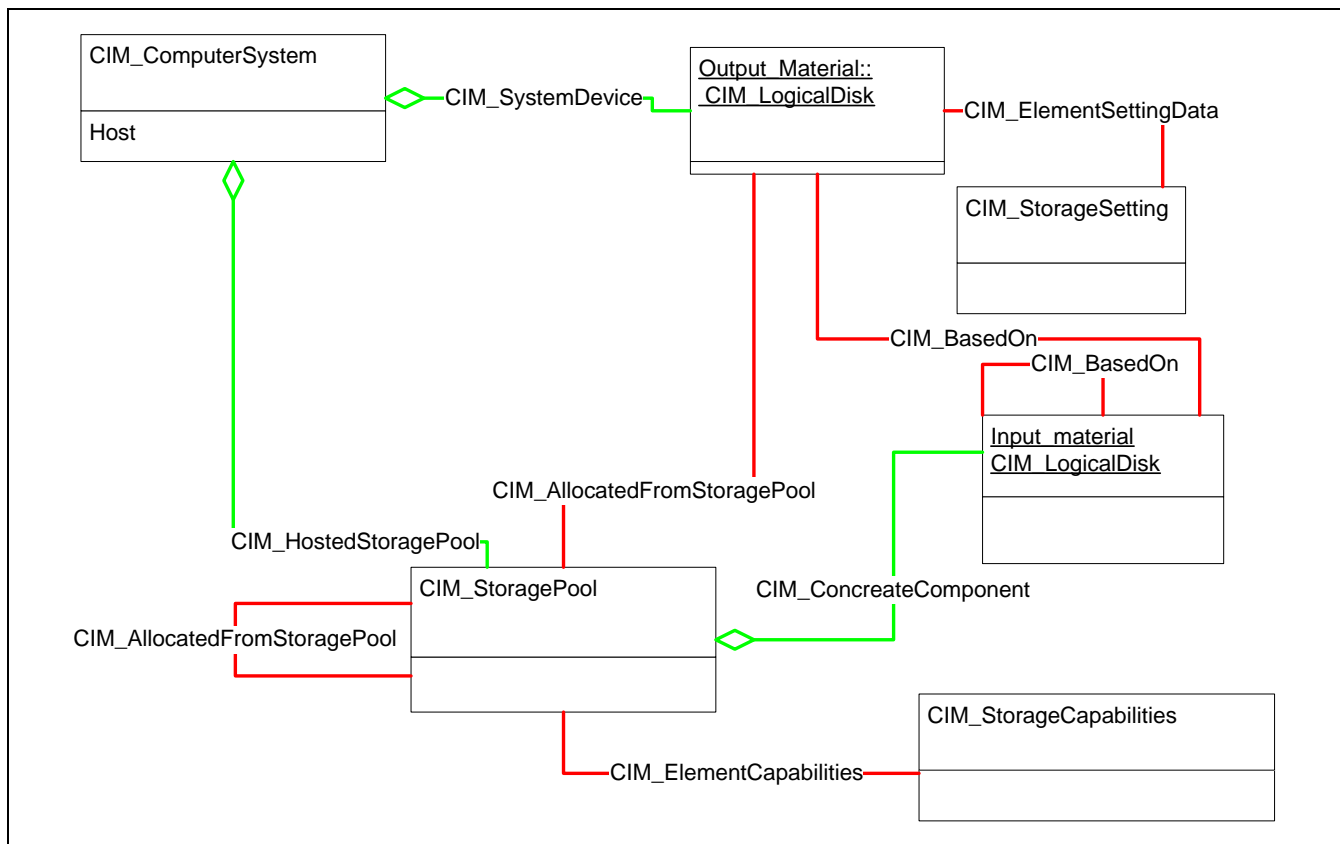 CIM_ComputerSystem
Host
CIM_SystemDevice
Output_Material::
CIM_LogicalDisk
CIM_ElementSettingData
CIM_StorageSetting
CIM_BasedOn
CIM_BasedOn
Input_material
CIM_LogicalDisk
CIM_AllocatedFromStoragePool
CIM_HostedStoragePool
CIM_StoragePool
CIM_ConcreateComponent
CIM_AllocatedFromStoragePool
CIM_StorageCapabilities
CIM_ElementCapabilities